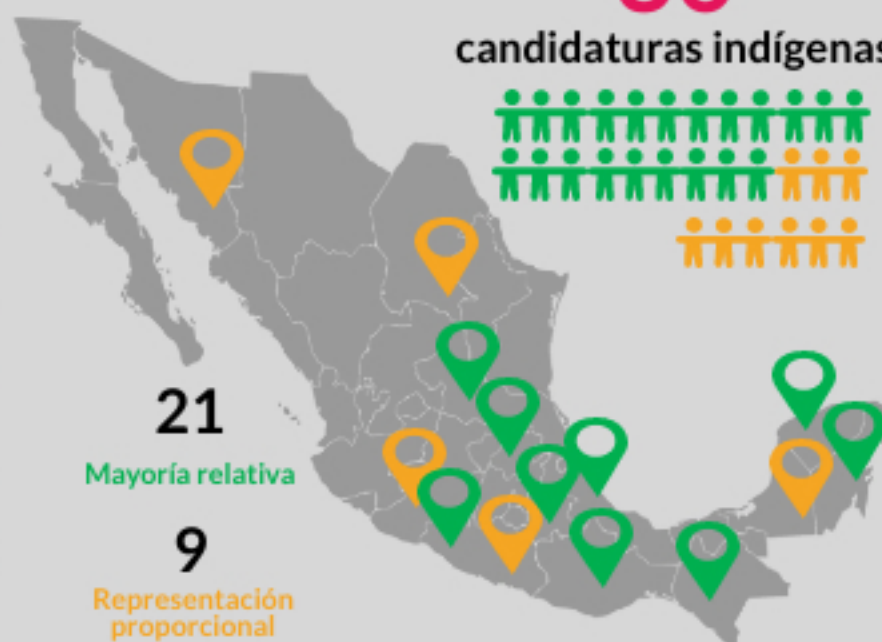 candidaturas indígenas
21
Mayoría relativa
9
Representación
proporcional